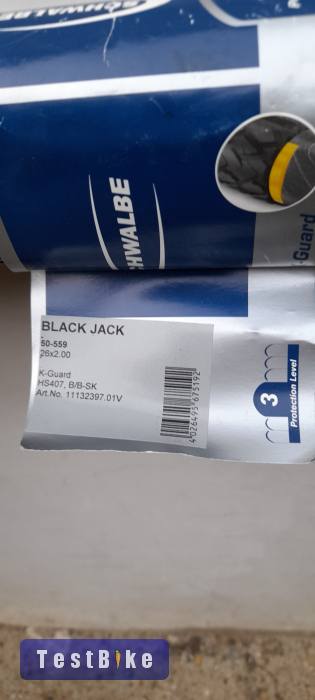 SCHWALBE
CHWALBE
-Guard
BLACK JACK
50-559
26x2.00
K-Guard
HS407, B/B-SK
Art.No. 11132397.01V
4026495675192
3
Protection Level
TestBike